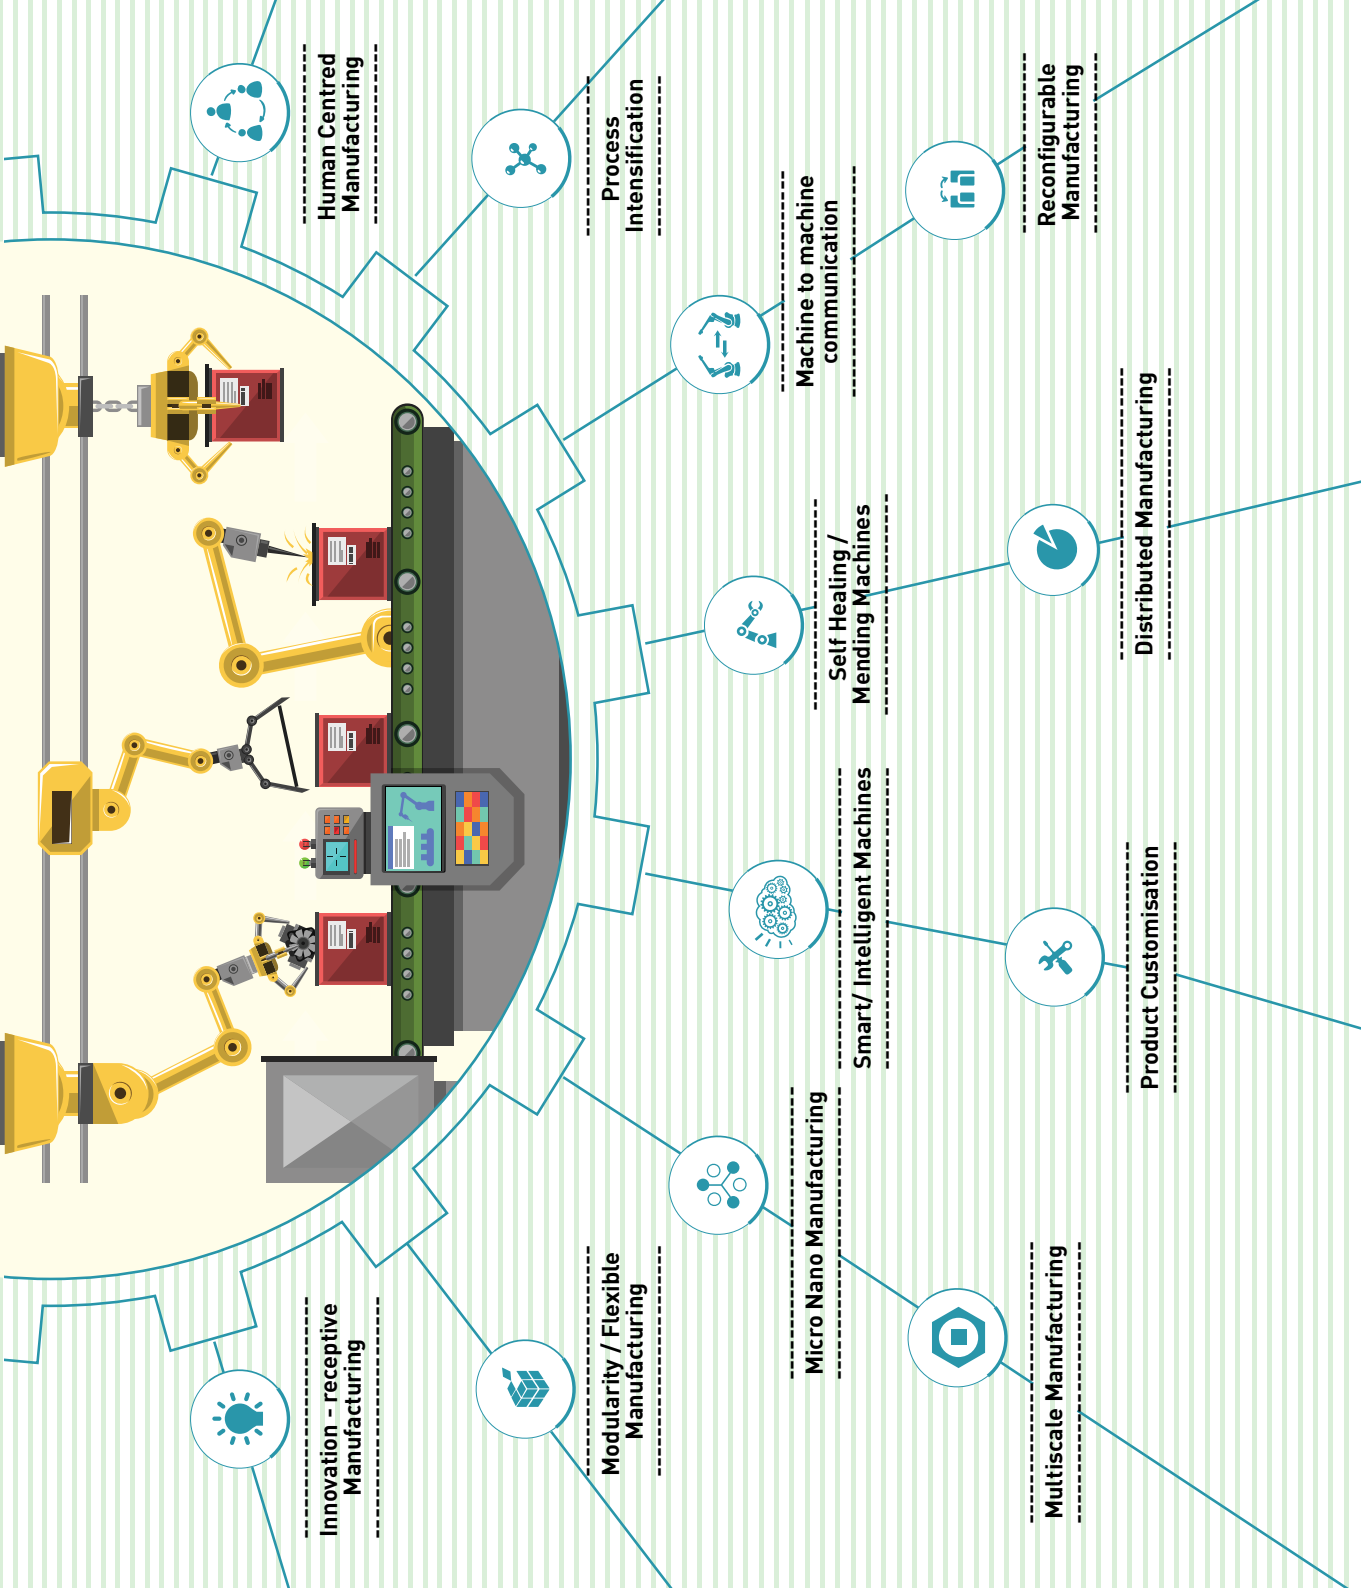 Innovation - receptive
Manufacturing
Modularity / Flexible
Manufacturing
Micro Nano Manufacturing
Multiscale Manufacturing
Smart/ Intelligent Machines
Product Customisation
Self Healing /
Mending Machines
Distributed Manufacturing
Machine to machine
communication
Reconfigurable
Manufacturing
Process
Intensification
Human Centred
Manufacturing